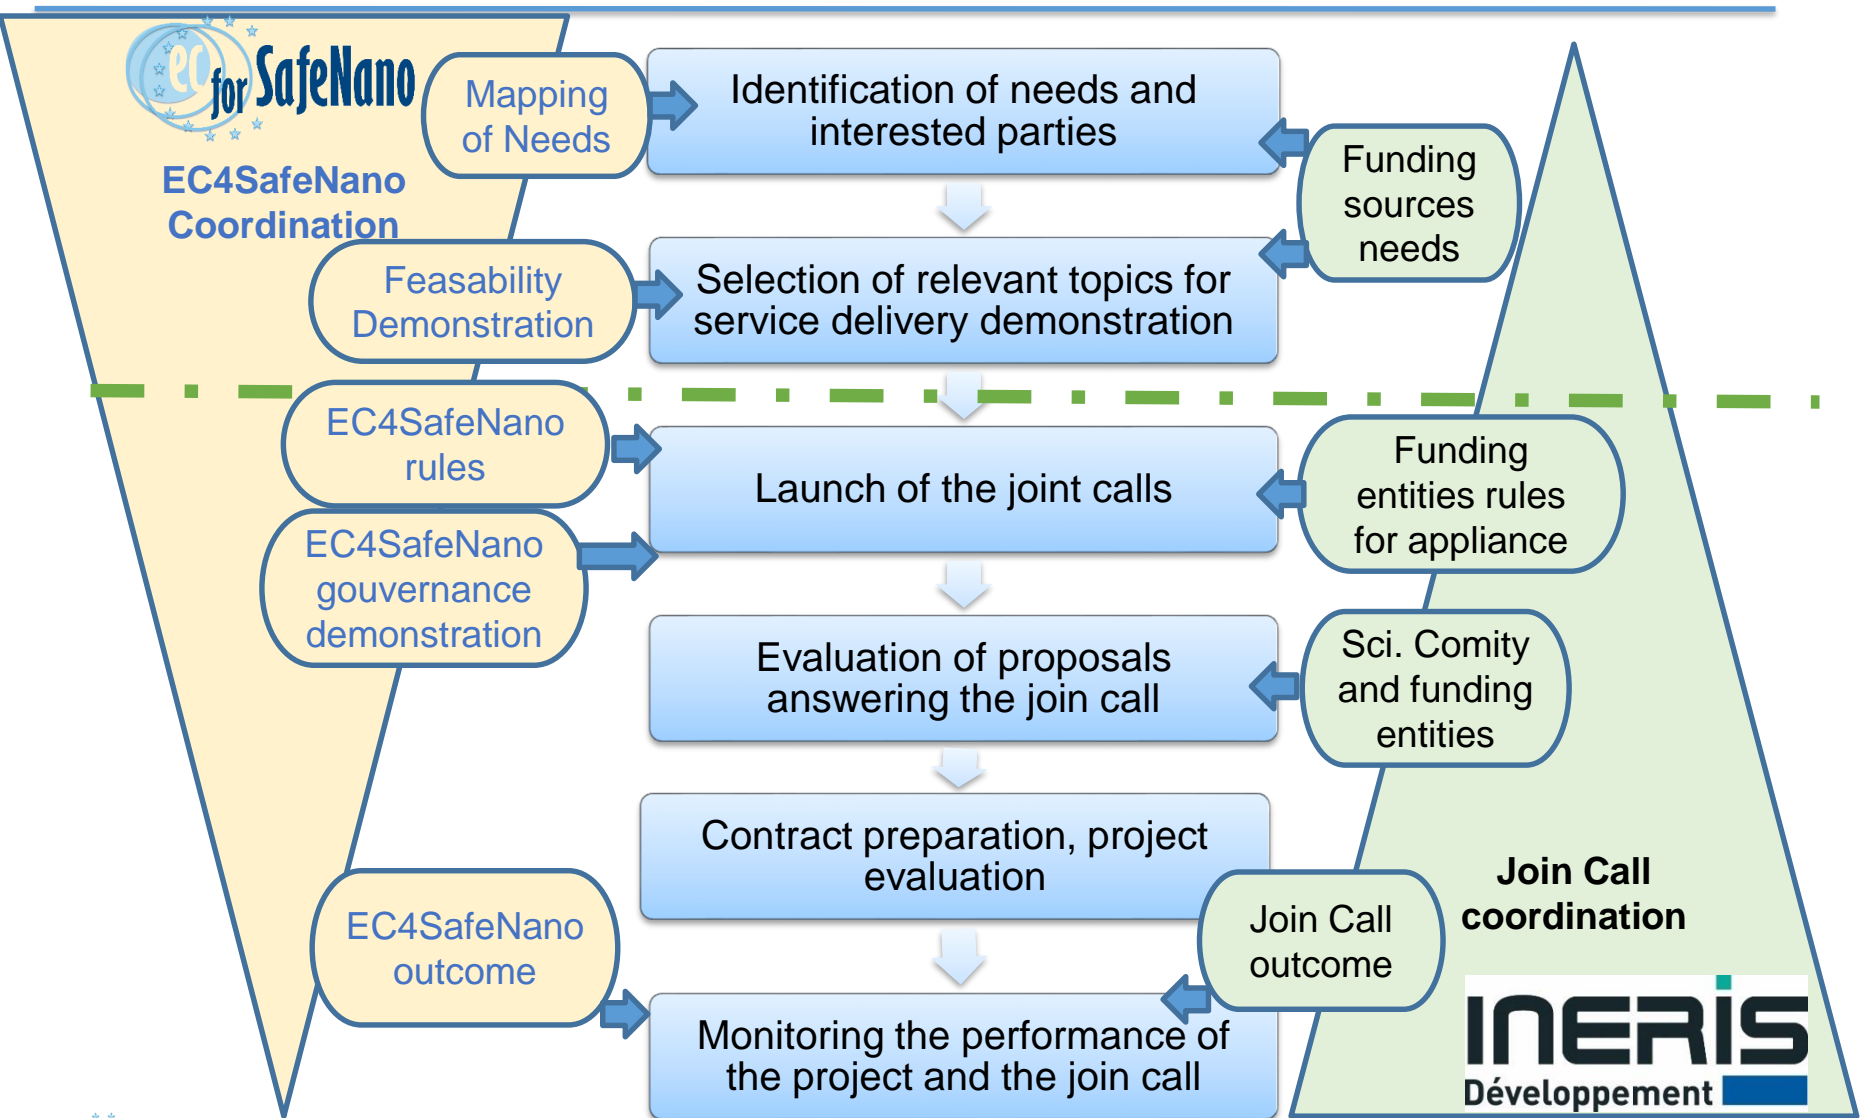 ec for SafeNano
EC4SafeNano
Coordination
Mapping
of Needs
Identification of needs and
interested parties
Funding
sources
needs
Feasability
Demonstration
Selection of relevant topics for
service delivery demonstration
EC4SafeNano
rules
Launch of the joint calls
Funding
entities rules
for appliance
EC4SafeNano
gouvernance
demonstration
Evaluation of proposals
answering the join call
Sci. Comity
and funding
entities
Contract preparation, project
evaluation
EC4SafeNano
outcome
Join Call
outcome
Join Call
coordination
Monitoring the performance of
the project and the join call
INERIS
Développement